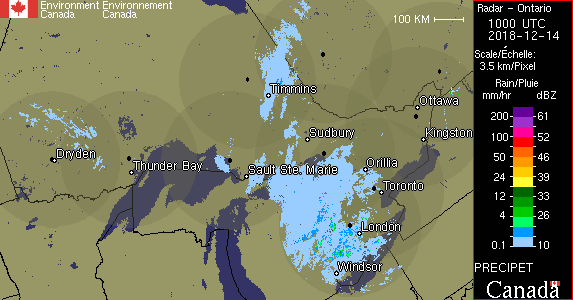 Environment Environnement
Canada Canada
100 KM
Timmins
Ottawa
Sudbury
Kingston
Dryden
Thunder Bay
Sault Ste. Marie
Orillia
Toronto
London
Windsor
Radar - Ontario
1000 UTC
2018-12-14
Scale/Échelle:
3.5 km/Pixel
Rain/Pluie
mm/hr dBZ
200 61
100 52
50 46
24 39
12 33
4 26
0.1 10
PRECIPET
Canada